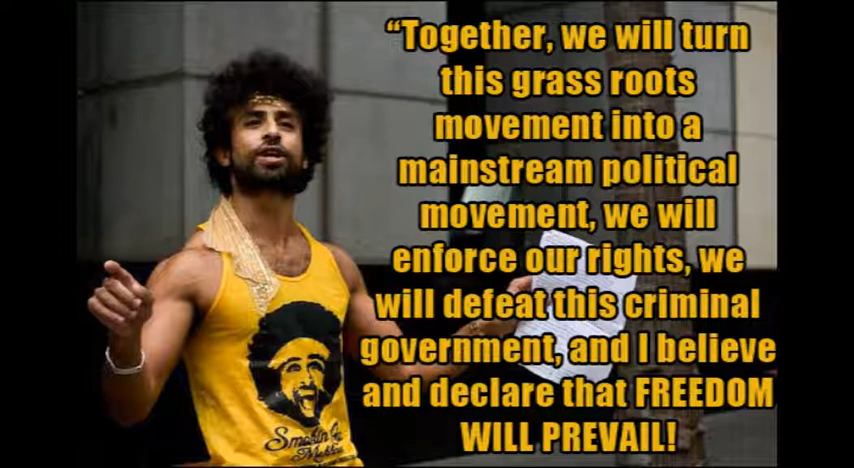 “Together, we will turn
this grass roots
movement into a
mainstream political
movement, we will
enforce our rights, we
will defeat this criminal
government, and I believe
and declare that FREEDOM
WILL PREVAIL!